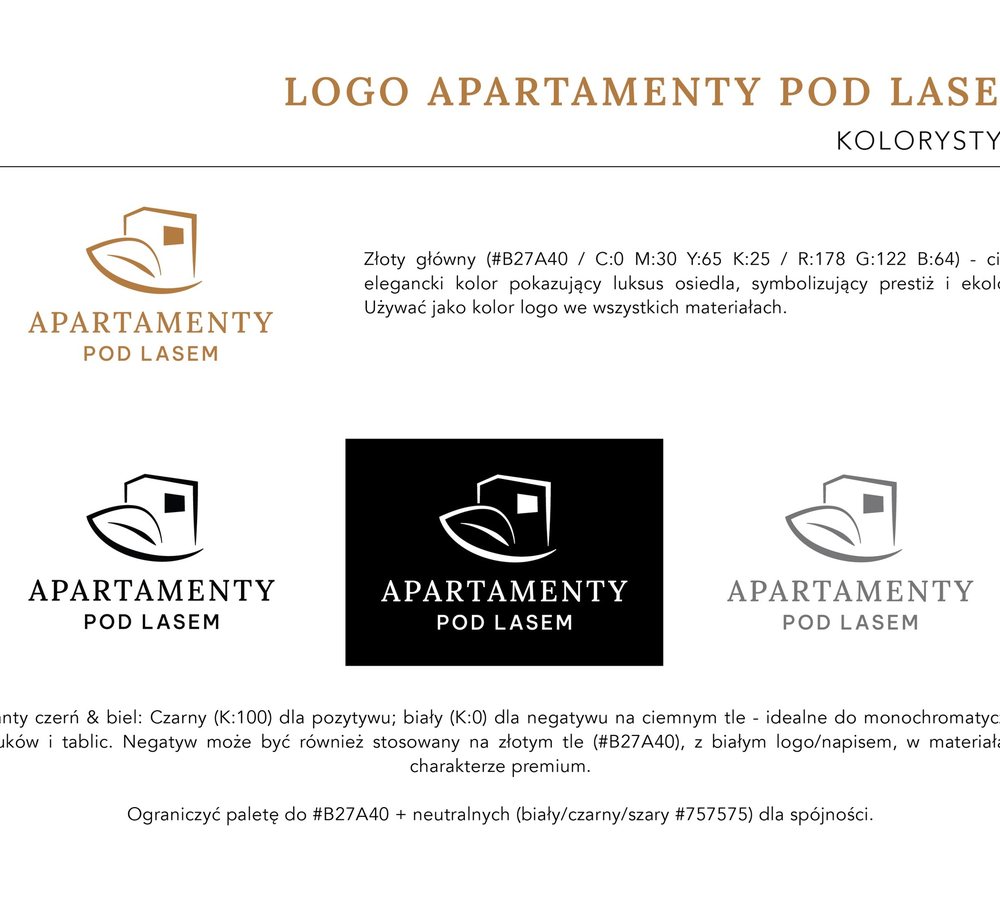 LOGO APARTAMENTY POD LASE
KOLORYSTY
APARTAMENTY
POD LASEM
Złoty główny (#B27A40 / C:0 M:30 Y:65 K:25 / R:178 G:122 B:64) - ci
elegancki kolor pokazujący luksus osiedla, symbolizujący prestiż i ekolo
Używać jako kolor logo we wszystkich materiałach.
APARTAMENTY
POD LASEM
APARTAMENTY
POD LASEM
APARTAMENTY
POD LASEM
anty czerń & biel: Czarny (K:100) dla pozytywu; biały (K:0) dla negatywu na ciemnym tle - idealne do monochromatycz
uków i tablic. Negatyw może być również stosowany na złotym tle (#B27A40), z białym logo/napisem, w materiała
charakterze premium.
Ograniczyć paletę do #B27A40 + neutralnych (biały/czarny/szary #757575) dla spójności.